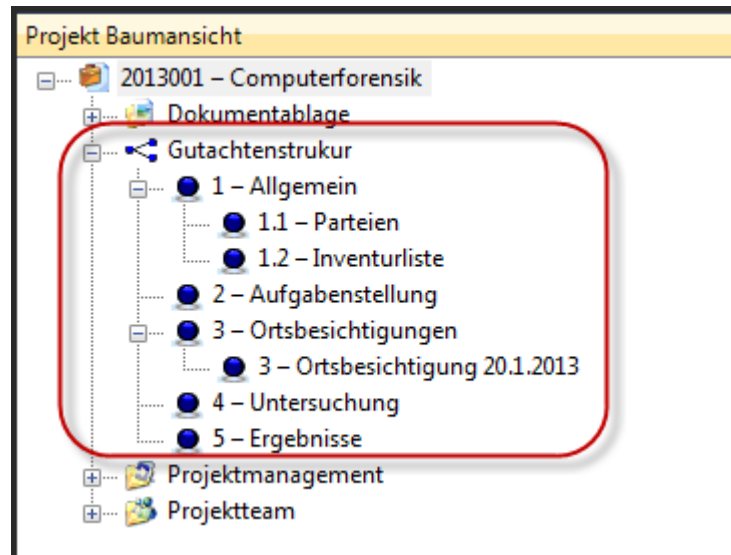 Projekt Baumansicht
2013001 – Computerforensik
Dokumentablage
Gutachtenstrukur
1 – Allgemein
1.1 – Parteien
1.2 – Inventurliste
2 – Aufgabenstellung
3 – Ortsbesichtigungen
3 – Ortsbesichtigung 20.1.2013
4 – Untersuchung
5 – Ergebnisse
Projektmanagement
Projektteam